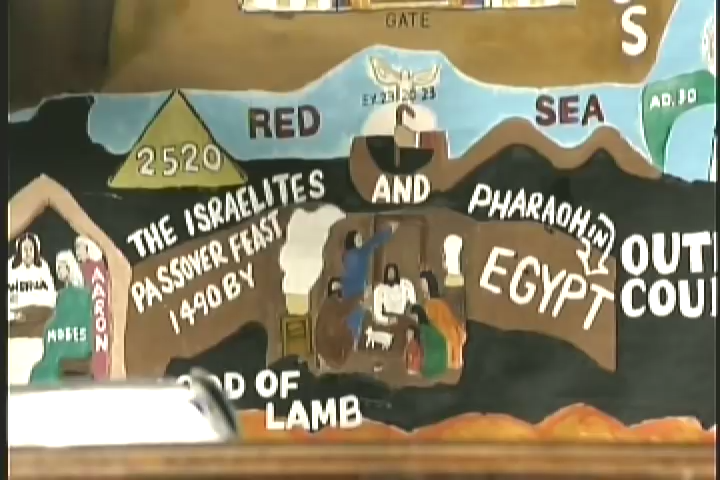 GATE
S
RED SEA
AD.30
2520
THE ISRAELITES AND PHARAOH IN
PASSOVER FEAST
1490 BY
EGYPT
OUT
COU
AARON
MOSES
OF
LAMB